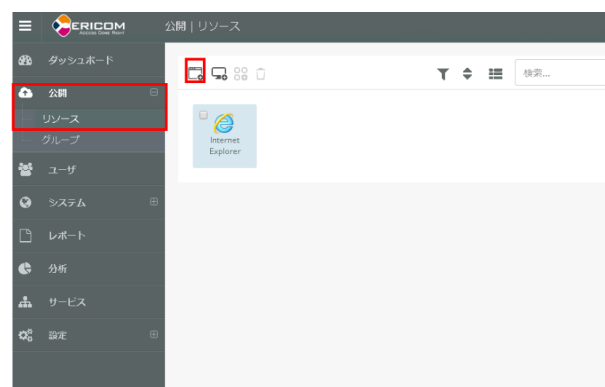 ERICOM
Access Done Right
公開 | リソース
ダッシュボード
公開
リソース
グループ
ユーザ
システム
レポート
分析
サービス
設定
検索...
Internet
Explorer